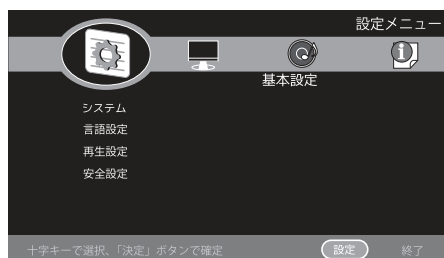 設定メニュー
基本設定
システム
言語設定
再生設定
安全設定
十字キーで選択、「決定」ボタンで確定
設定
終了